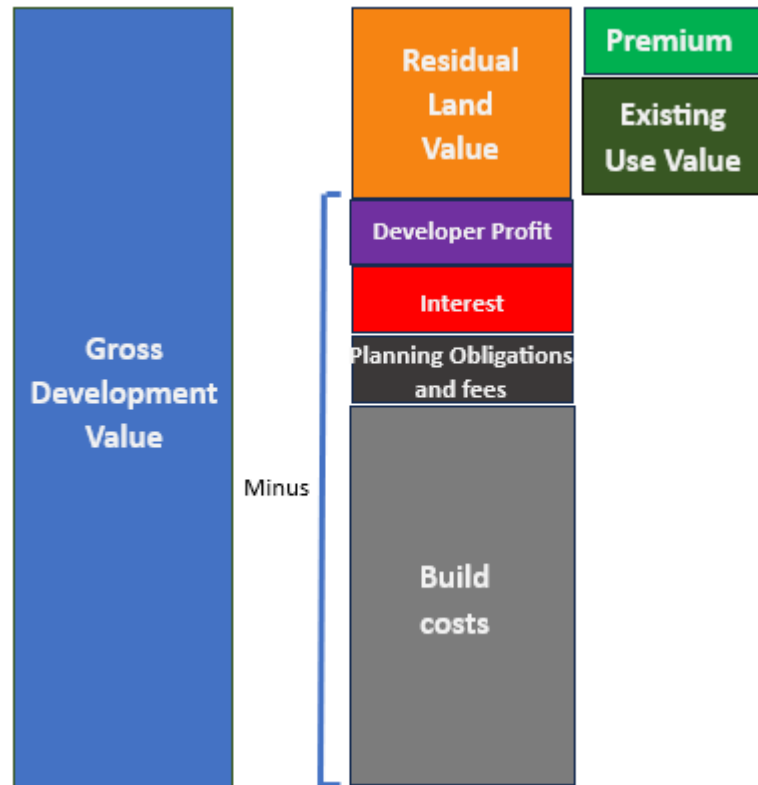 Gross
Development
Value
Minus
Residual
Land
Value
Developer Profit
Interest
Planning Obligations
and fees
Build
costs
Premium
Existing
Use Value